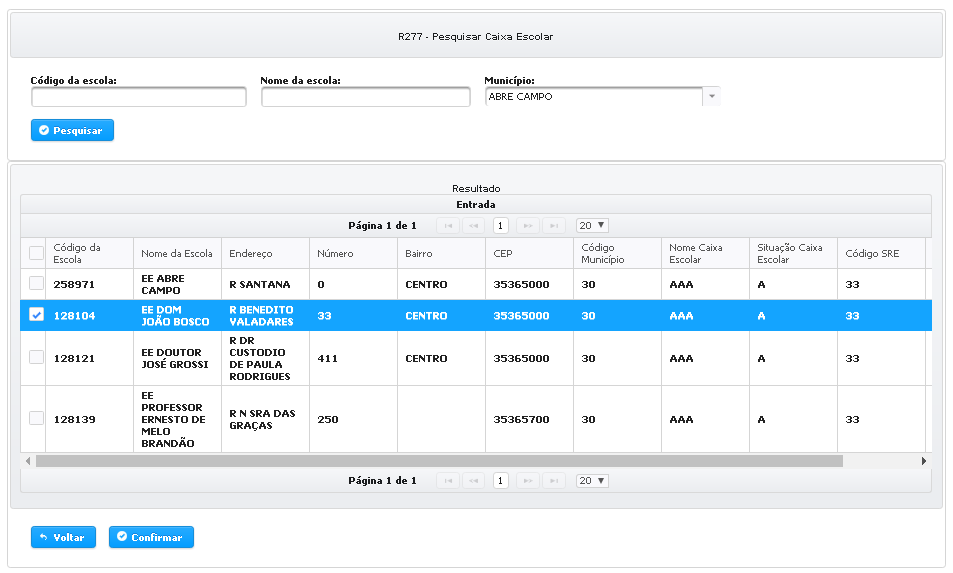 R277 - Pesquisar Caixa Escolar
Código da escola: Nome da escola: Município:
ABRE CAMPO
Pesquisar
Resultado
Entrada
Página 1 de 1 1 20
Código da Escola Nome da Escola Endereço Número Bairro CEP Código Município Nome Caixa Escolar Situação Caixa Escolar Código SRE
258971 EE ABRE CAMPO R SANTANA 0 CENTRO 35365000 30 AAA A 33
128104 EE DOM JOÃO BOSCO R BENEDITO VALADARES 33 CENTRO 35365000 30 AAA A 33
128121 EE DOUTOR JOSÉ GROSSI R DR CUSTODIO DE PAULA RODRIGUES 411 CENTRO 35365000 30 AAA A 33
128139 EE PROFESSOR ERNESTO DE MELO BRANDÃO R N SRA DAS GRAÇAS 250 35365700 30 AAA A 33
Página 1 de 1 1 20
Voltar Confirmar